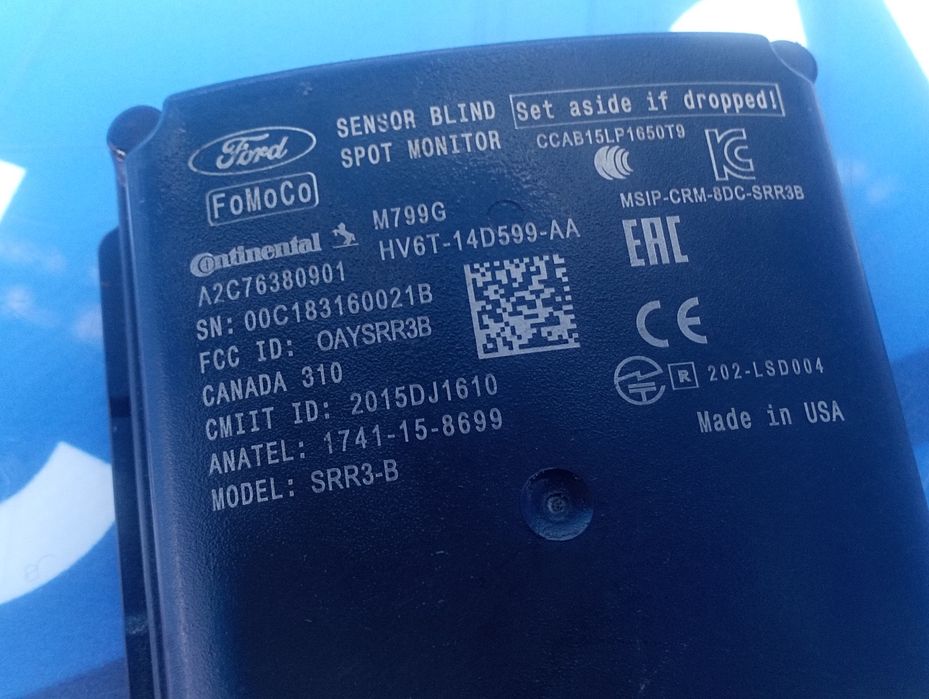 Ford
SENSOR BLIND
SPOT MONITOR
Set aside if dropped!
CCAB15LP1650T9
FoMoCo
MSIP-CRM-8DC-SRR3B
Continental
M799G
HV6T-14D599-AA
EAC
A2C76380901
SN: 00C183160021B
FCC ID: OAYSRR3B
CANADA 310
CE
CMIIT ID: 2015DJ1610
R 202-LSD004
ANATEL: 1741-15-8699
Made in USA
MODEL: SRR3-B